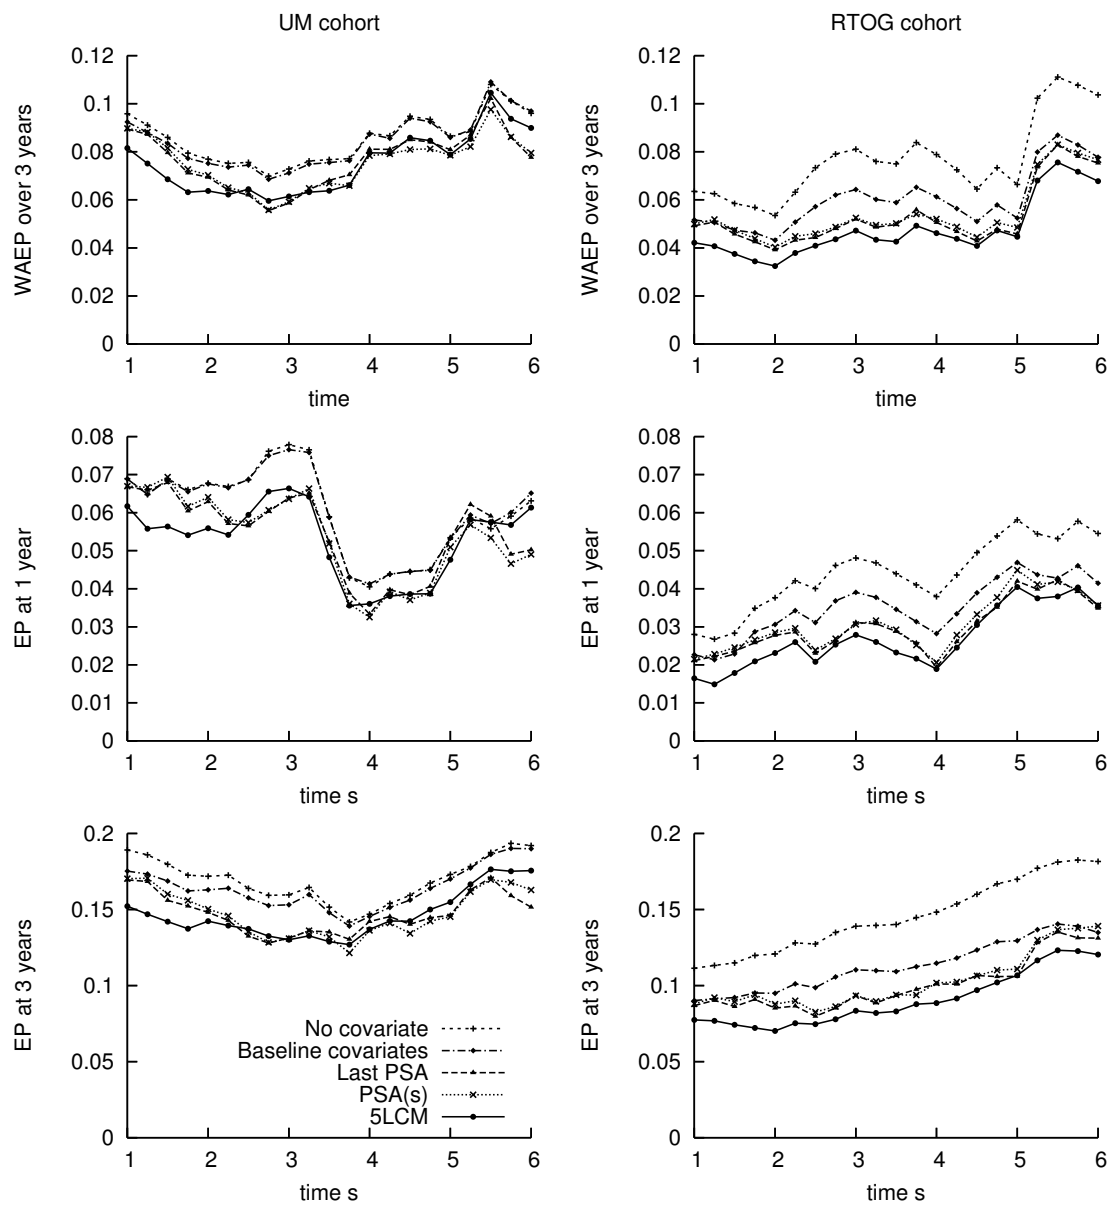 UM cohort
RTOG cohort
WAEP over 3 years
0.12
0.1
0.08
0.06
0.04
0.02
0
1 2 3 4 5 6
time
WAEP over 3 years
0.12
0.1
0.08
0.06
0.04
0.02
0
1 2 3 4 5 6
time
EP at 1 year
0.08
0.07
0.06
0.05
0.04
0.03
0.02
0.01
0
1 2 3 4 5 6
time s
EP at 1 year
0.08
0.07
0.06
0.05
0.04
0.03
0.02
0.01
0
1 2 3 4 5 6
time s
EP at 3 years
0.2
0.15
0.1
0.05
0
No covariate
Baseline covariates
Last PSA
PSA(s)
5LCM
1 2 3 4 5 6
time s
EP at 3 years
0.2
0.15
0.1
0.05
0
1 2 3 4 5 6
time s